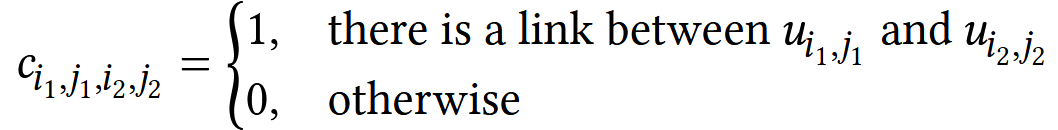 c_{i_1,j_1,i_2,j_2} = { 1, there is a link between u_{i_1,j_1} and u_{i_2,j_2}
0, otherwise